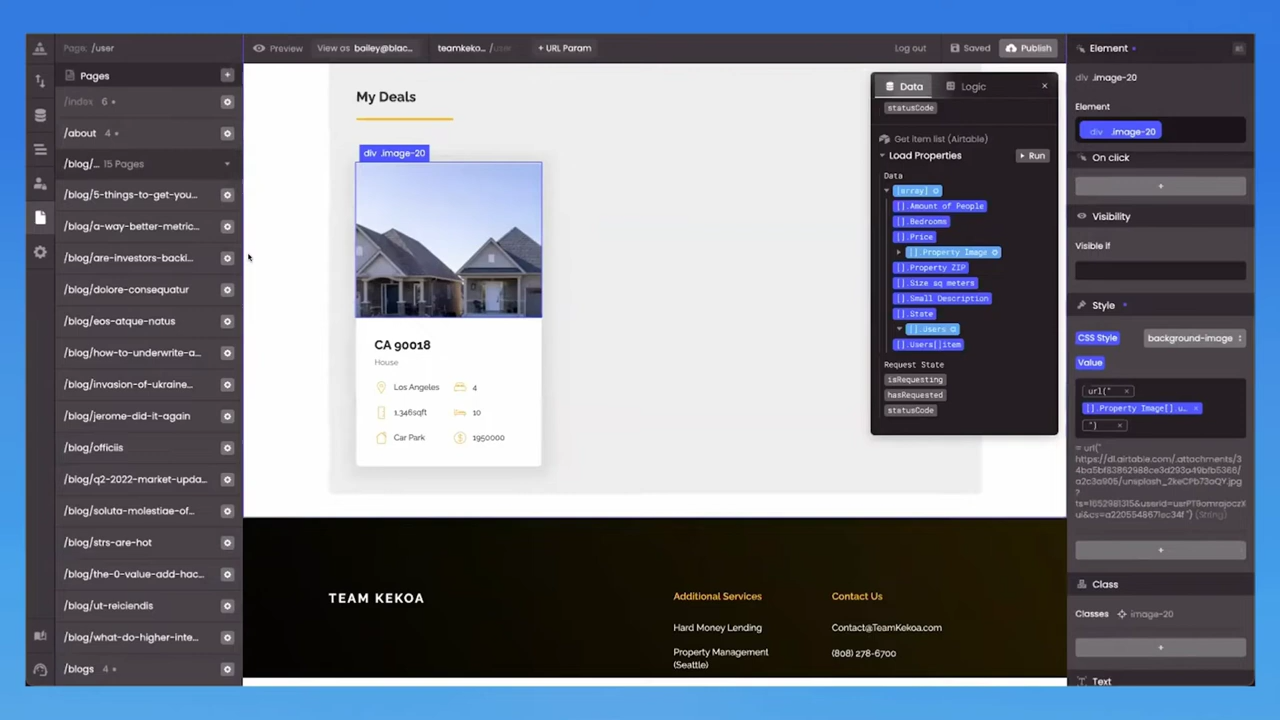 Page: /user
Preview
View as bailey@blac...
teamkeko... /user
+ URL Param
Log out
Saved
Publish
Pages
/index 6
/about 4
/blog/... 15 Pages
/blog/5-things-to-get-you...
/blog/a-way-better-metric...
/blog/are-investors-backi...
/blog/dolore-consequatur
/blog/eos-atque-natus
/blog/how-to-underwrite-a...
/blog/invasion-of-ukraine...
/blog/jerome-did-it-again
/blog/officiis
/blog/q2-2022-market-upda...
/blog/soluta-molestiae-of...
/blog/strs-are-hot
/blog/the-0-value-add-hac...
/blog/ut-reiciendis
/blog/what-do-higher-inte...
/blogs 4
My Deals
div .image-20
CA 90018
House
Los Angeles 4
1,346sqft 10
Car Park 1950000
TEAM KEKOA
Additional Services
Hard Money Lending
Property Management
(Seattle)
Contact Us
Contact@TeamKekoa.com
(808) 278-6700
Data
Logic
statusCode
Get item list (Airtable)
Load Properties
Run
Data
[array]
[].Amount of People
[].Bedrooms
[].Price
[].Property Image
[].Property ZIP
[].Size sq meters
[].Small Description
[].State
[].Users
[].Users[]item
Request State
isRequesting
hasRequested
statusCode
Element
div .image-20
Element
div .image-20
On click
+
Visibility
Visible if
Style
CSS Style
background-image
Value
url("
[].Property Image[].u...
")
= url("
+
Class
Classes image-20
+
Text